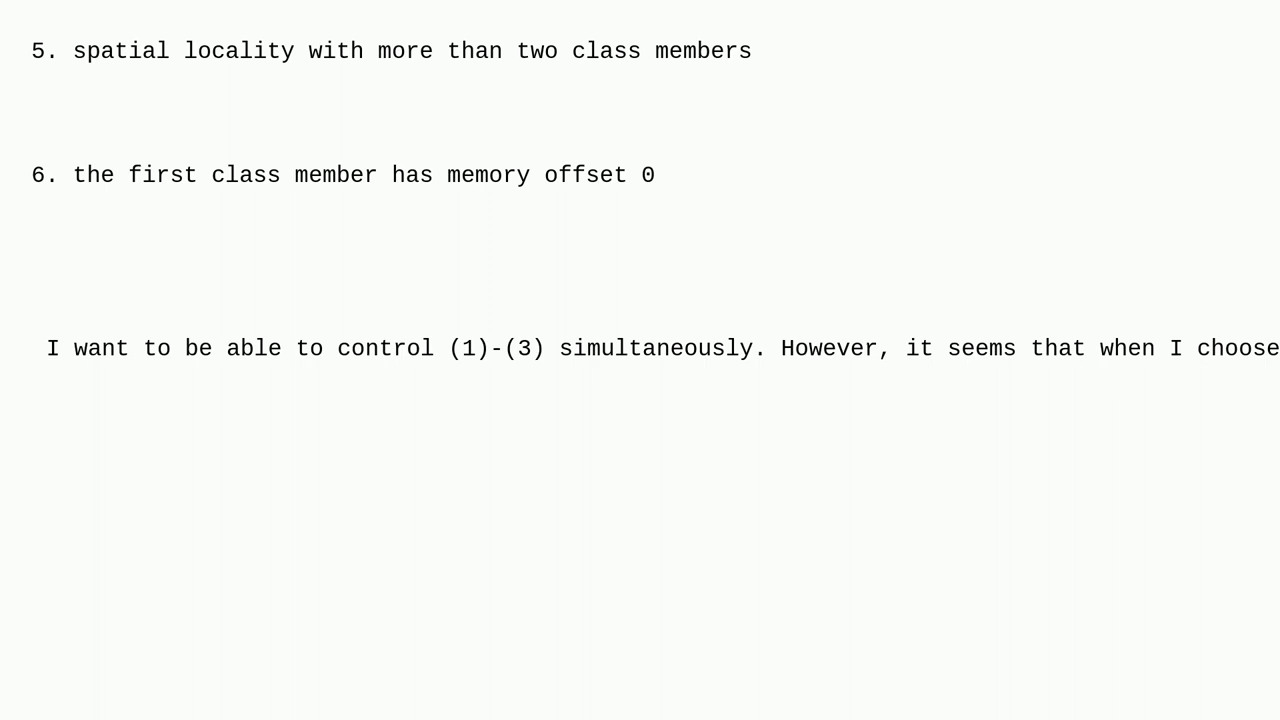 5. spatial locality with more than two class members
6. the first class member has memory offset 0
I want to be able to control (1)-(3) simultaneously. However, it seems that when I choose